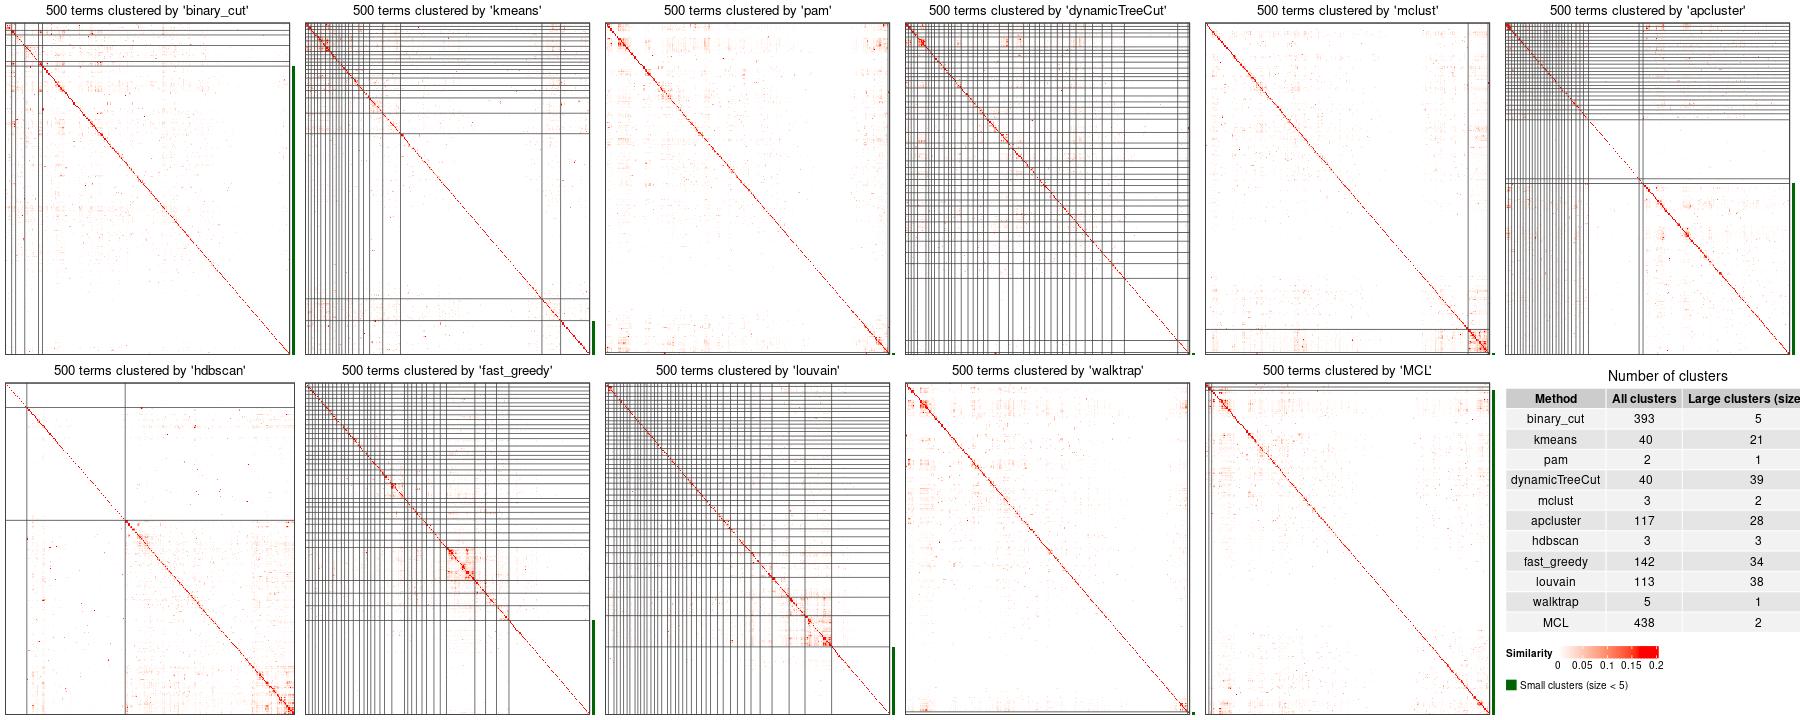 500 terms clustered by 'binary_cut'
500 terms clustered by 'kmeans'
500 terms clustered by 'pam'
500 terms clustered by 'dynamicTreeCut'
500 terms clustered by 'mclust'
500 terms clustered by 'apcluster'
500 terms clustered by 'hdbscan'
500 terms clustered by 'fast_greedy'
500 terms clustered by 'louvain'
500 terms clustered by 'walktrap'
500 terms clustered by 'MCL'
Number of clusters
Method All clusters Large clusters (size
binary_cut 393 5
kmeans 40 21
pam 2 1
dynamicTreeCut 40 39
mclust 3 2
apcluster 117 28
hdbscan 3 3
fast_greedy 142 34
louvain 113 38
walktrap 5 1
MCL 438 2
Similarity
0 0.05 0.1 0.15 0.2
Small clusters (size < 5)